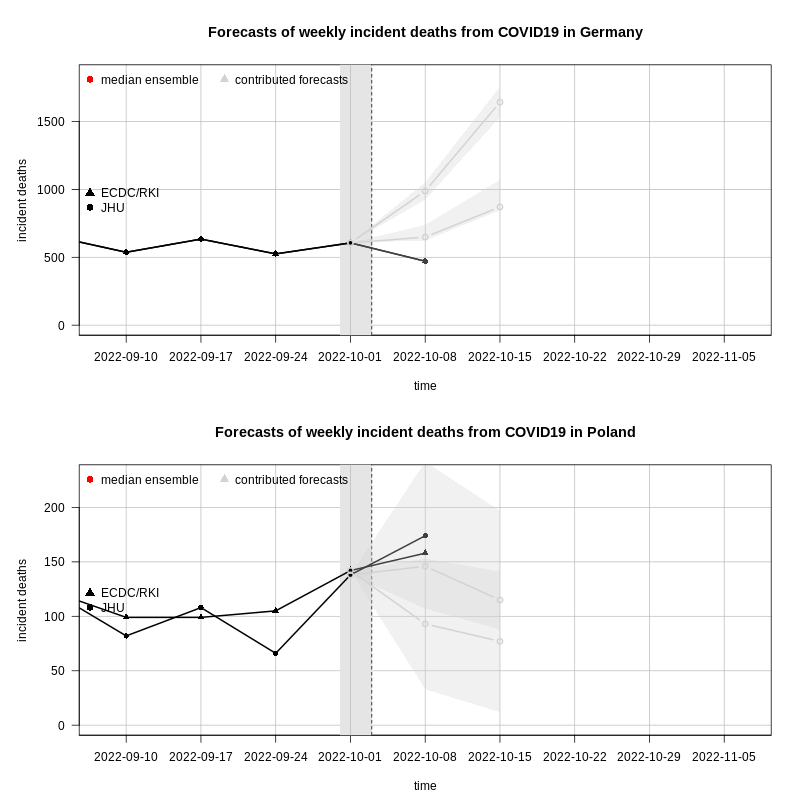 Forecasts of weekly incident deaths from COVID19 in Germany
median ensemble contributed forecasts
1500
1000
500
0
incident deaths
ECDC/RKI
JHU
2022-09-10 2022-09-17 2022-09-24 2022-10-01 2022-10-08 2022-10-15 2022-10-22 2022-10-29 2022-11-05
time
Forecasts of weekly incident deaths from COVID19 in Poland
median ensemble contributed forecasts
200
150
100
50
0
incident deaths
ECDC/RKI
JHU
2022-09-10 2022-09-17 2022-09-24 2022-10-01 2022-10-08 2022-10-15 2022-10-22 2022-10-29 2022-11-05
time